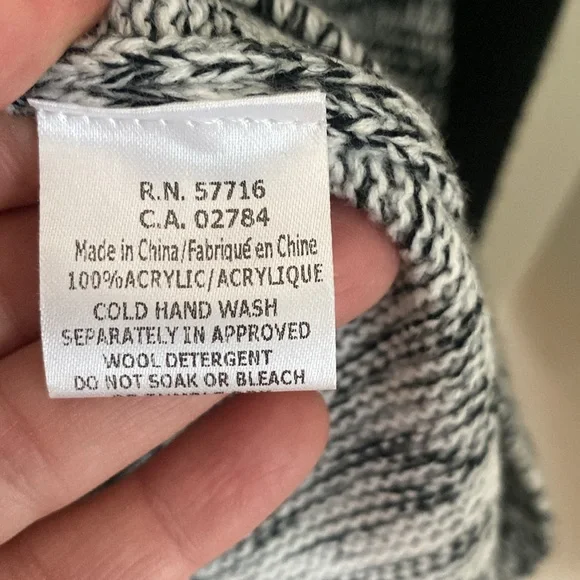 R.N. 57716
C.A. 02784
Made in China/Fabriqué en Chine
100%ACRYLIC/ACRYLIQUE
COLD HAND WASH
SEPARATELY IN APPROVED
WOOL DETERGENT
DO NOT SOAK OR BLEACH